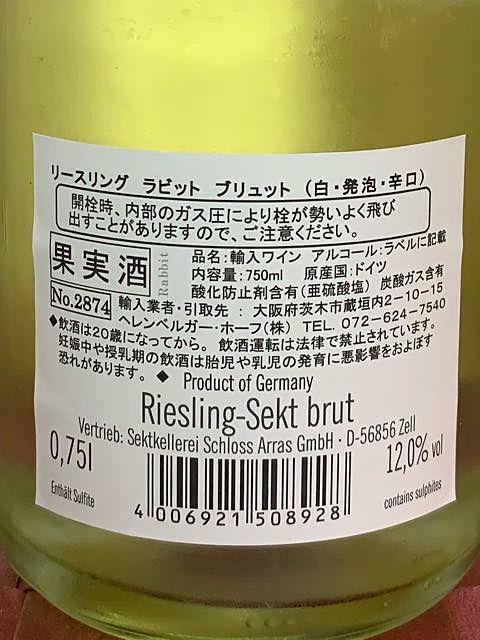 リースリング ラビット ブリュット (白・発泡・辛口)
開栓時、内部のガス圧により栓が勢いよく飛び
出すことがありますので、ご注意ください。
果実酒
Rabbit
No.2874
品名:輸入ワイン アルコール:ラベルに記載
内容量:750ml 原産国:ドイツ
酸化防止剤含有(亜硫酸塩) 炭酸ガス含有
輸入業者・引取先 : 大阪府茨木市蔵垣内2-10-15
ヘレンベルガー・ホーフ(株) TEL. 072-624-7540
◆飲酒は20歳になってから。 飲酒運転は法律で禁止されています。
妊娠中や授乳期の飲酒は胎児や乳児の発育に悪影響をおよぼす
恐れがあります。 ◆ Product of Germany
Riesling-Sekt brut
Vertrieb: Sektkellerei Schloss Arras GmbH · D-56856 Zell
0,75l
12,0% vol
Enthält Sulfite
contains sulphites
4 006921 508928